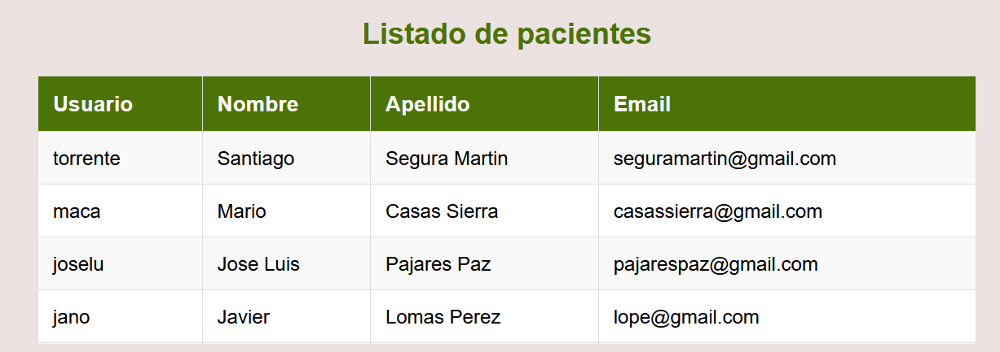 Listado de pacientes
Usuario Nombre Apellido Email
torrente Santiago Segura Martin seguramartin@gmail.com
maca Mario Casas Sierra casassierra@gmail.com
joselu Jose Luis Pajares Paz pajarespaz@gmail.com
jano Javier Lomas Perez lope@gmail.com